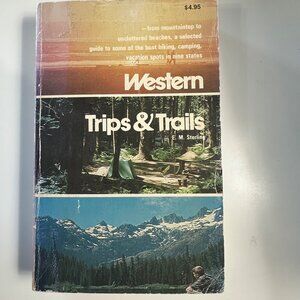 $4.95
—from mountaintop to
uncluttered beaches, a selected
guide to some of the best hiking, camping,
vacation spots in nine states
Western
Trips & Trails
E. M. Sterling